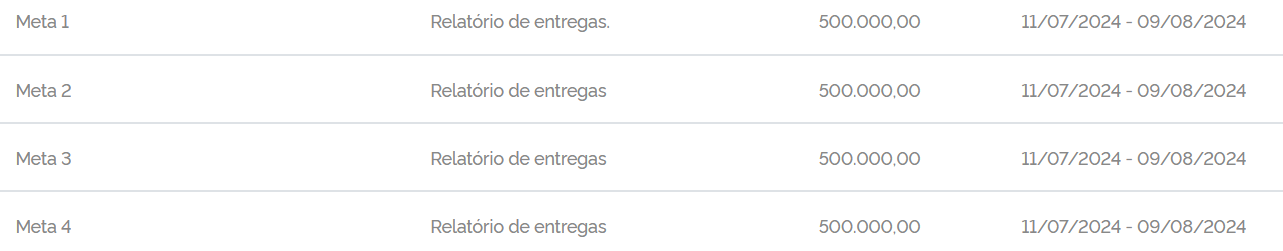 Meta 1 Relatório de entregas. 500.000,00 11/07/2024 - 09/08/2024
Meta 2 Relatório de entregas 500.000,00 11/07/2024 - 09/08/2024
Meta 3 Relatório de entregas 500.000,00 11/07/2024 - 09/08/2024
Meta 4 Relatório de entregas 500.000,00 11/07/2024 - 09/08/2024